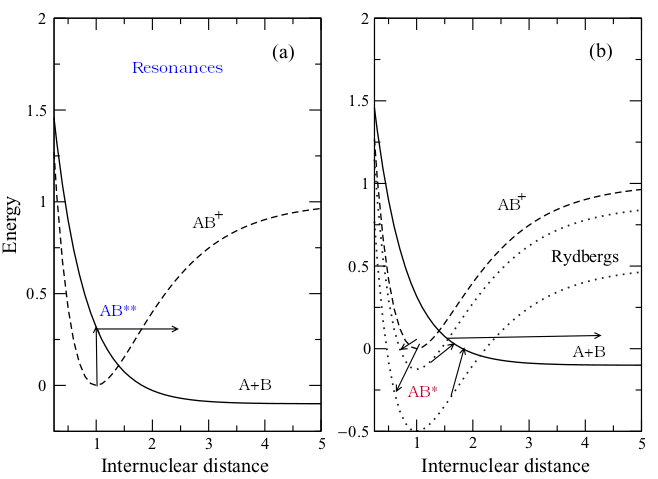 2
1.5
1
0.5
0
Energy
(a)
Resonances
AB+
AB**
A+B
1
2
3
4
5
Internuclear distance
2
1.5
1
0.5
0
−0.5
(b)
AB+
Rydbergs
A+B
AB*
1
2
3
4
5
Internuclear distance